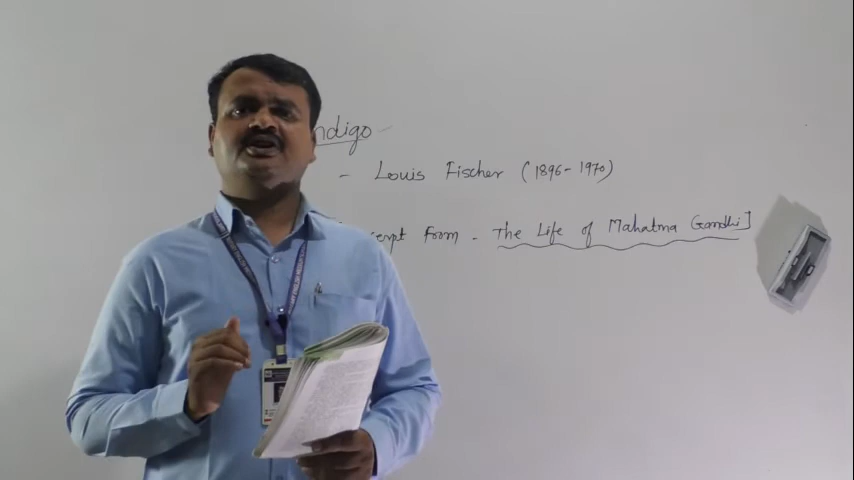 ndigo
- Louis Fischer (1896-1970)
cerpt from - The Life of Mahatma Gandhi]